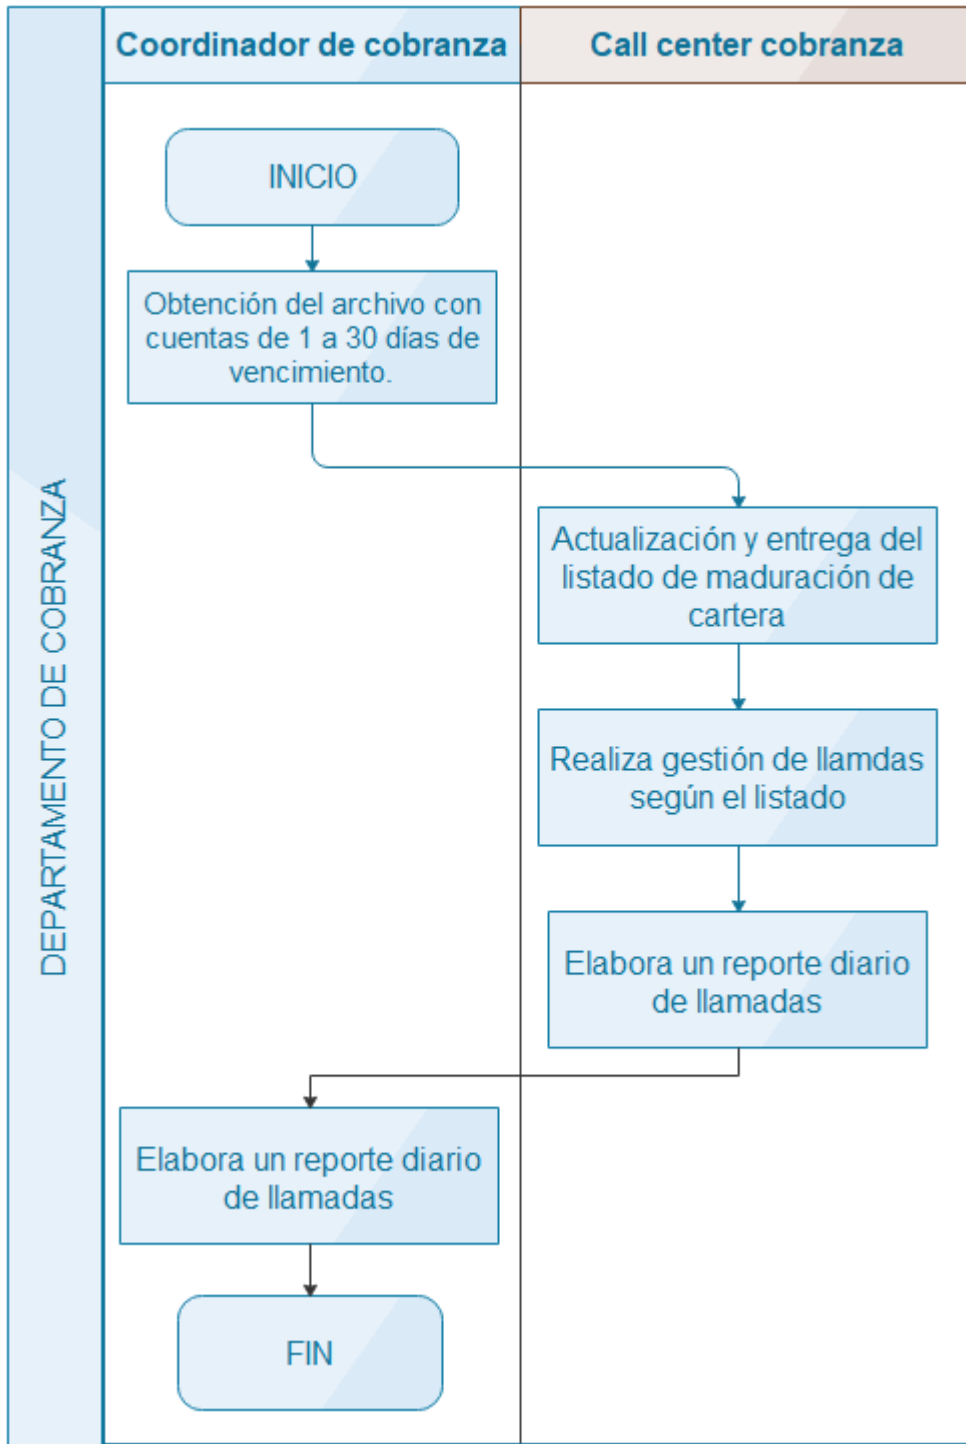 Coordinador de cobranza
Call center cobranza
DEPARTAMENTO DE COBRANZA
INICIO
Obtención del archivo con
cuentas de 1 a 30 días de
vencimiento.
Actualización y entrega del
listado de maduración de
cartera
Realiza gestión de llamdas
según el listado
Elabora un reporte diario
de llamadas
Elabora un reporte diario
de llamadas
FIN